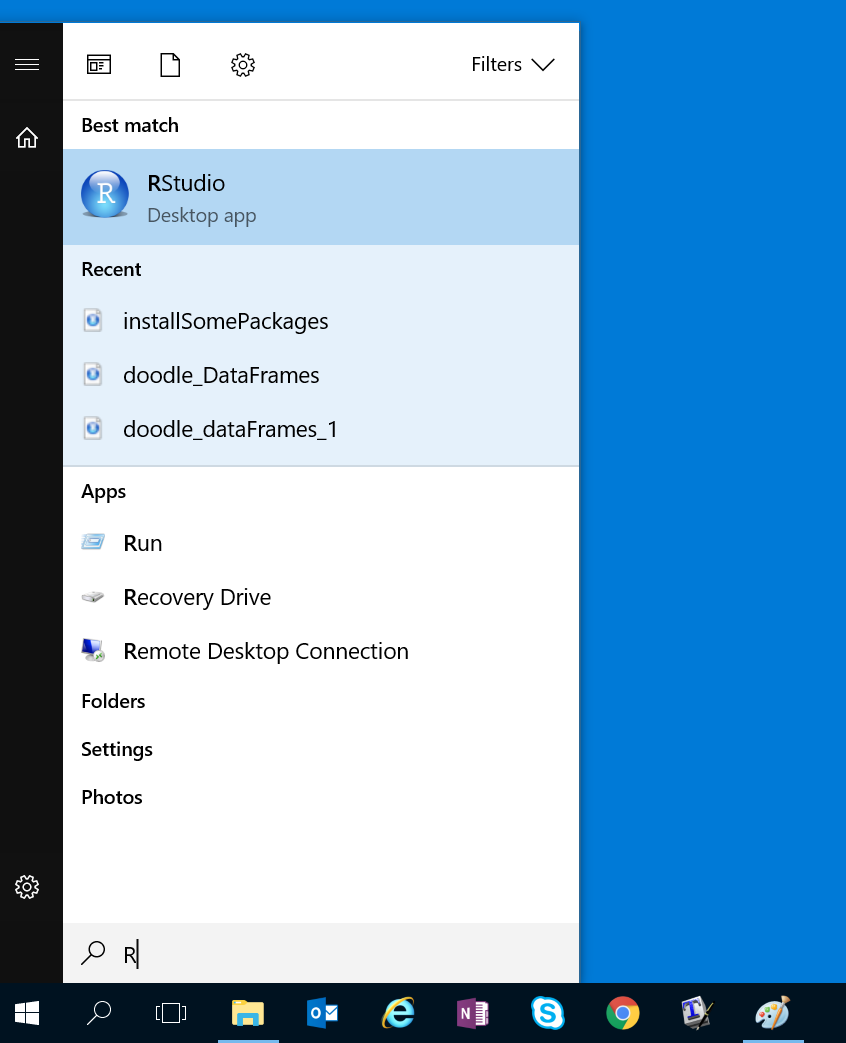 Filters
Best match
RStudio
Desktop app
Recent
installSomePackages
doodle_DataFrames
doodle_dataFrames_1
Apps
Run
Recovery Drive
Remote Desktop Connection
Folders
Settings
Photos
R